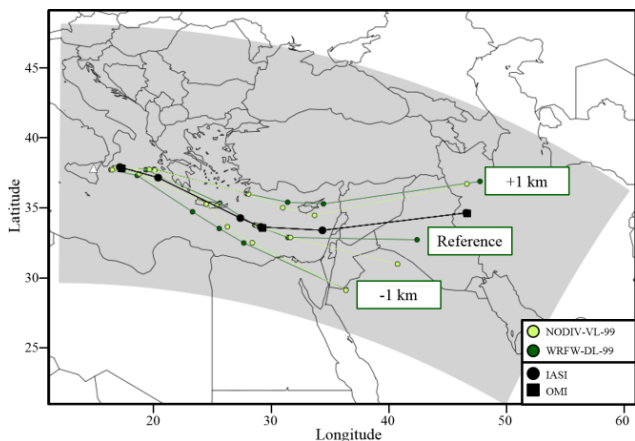 45
40
35
30
25
Latitude
+1 km
Reference
-1 km
NODIV-VL-99
WRFW-DL-99
IASI
OMI
20
30
40
50
60
Longitude